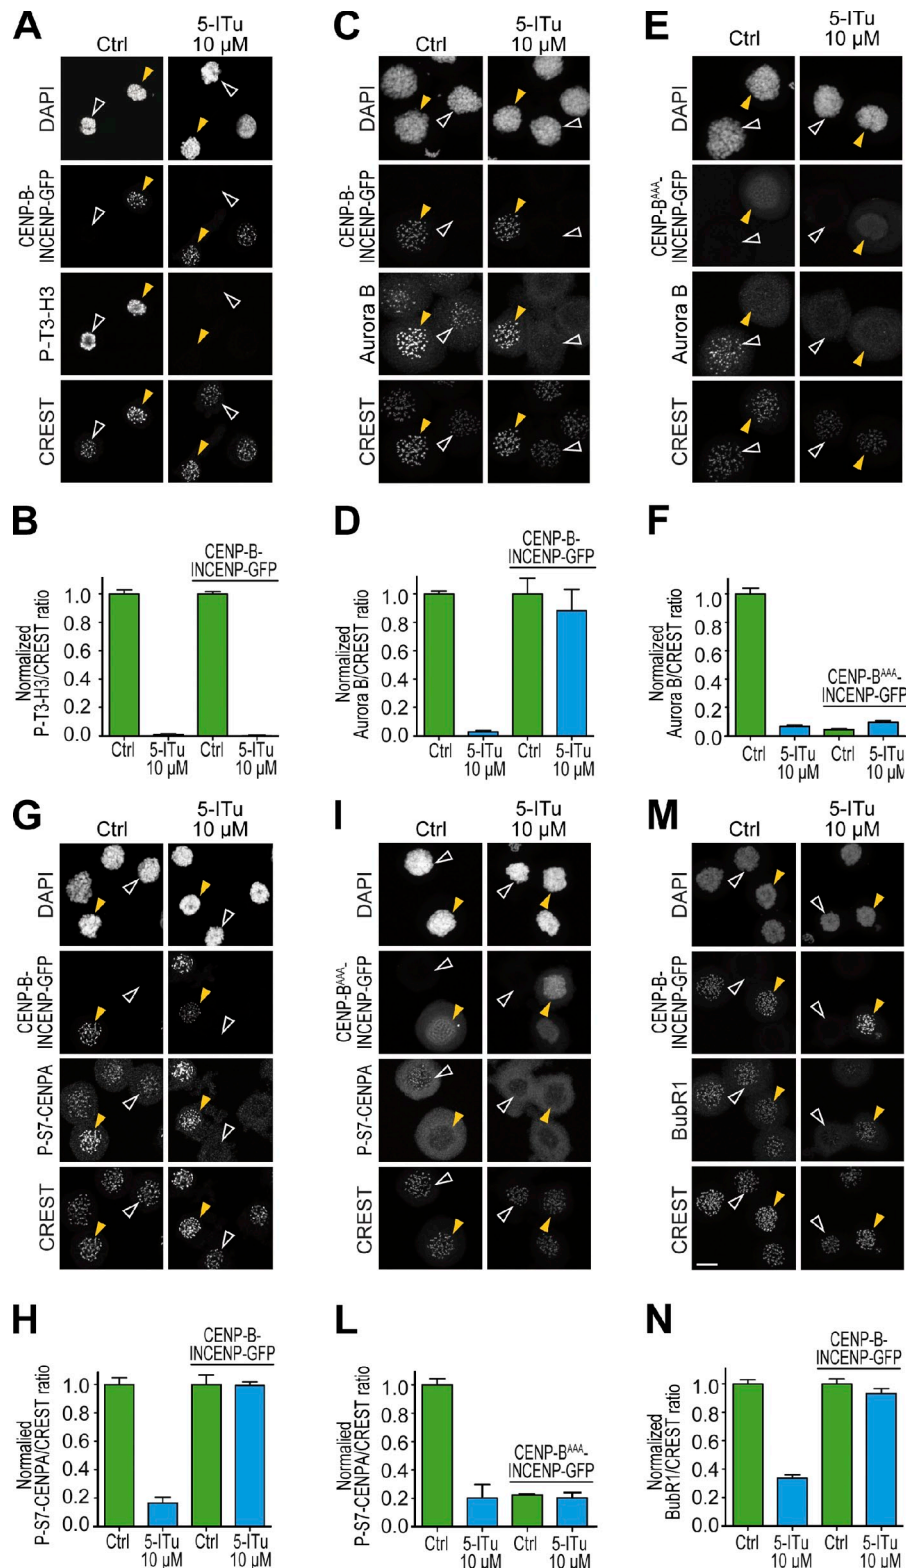 A
Ctrl
5-ITu
10 µM
DAPI
CENP-B-
INCENP-GFP
P-T3-H3
CREST
C
Ctrl
5-ITu
10 µM
DAPI
CENP-B-
INCENP-GFP
Aurora B
CREST
E
Ctrl
5-ITu
10 µM
DAPI
CENP-Bᴬᴬᴬ-
INCENP-GFP
Aurora B
CREST
B
CENP-B-
INCENP-GFP
Normalized
P-T3-H3/CREST ratio
1.0
0.8
0.6
0.4
0.2
0.0
Ctrl
5-ITu
10 µM
Ctrl
5-ITu
10 µM
D
CENP-B-
INCENP-GFP
Normalized
Aurora B/CREST ratio
1.0
0.8
0.6
0.4
0.2
0.0
Ctrl
5-ITu
10 µM
Ctrl
5-ITu
10 µM
F
CENP-Bᴬᴬᴬ-
INCENP-GFP
Normalized
Aurora B/CREST ratio
1.0
0.8
0.6
0.4
0.2
0.0
Ctrl
5-ITu
10 µM
Ctrl
5-ITu
10 µM
G
Ctrl
5-ITu
10 µM
DAPI
CENP-B-
INCENP-GFP
P-S7-CENPA
CREST
I
Ctrl
5-ITu
10 µM
DAPI
CENP-Bᴬᴬᴬ-
INCENP-GFP
P-S7-CENPA
CREST
M
Ctrl
5-ITu
10 µM
DAPI
CENP-B-
INCENP-GFP
BubR1
CREST
H
CENP-B-
INCENP-GFP
Normalied
P-S7-CENPA/CREST ratio
1.0
0.8
0.6
0.4
0.2
0.0
Ctrl
5-ITu
10 µM
Ctrl
5-ITu
10 µM
L
CENP-Bᴬᴬᴬ-
INCENP-GFP
Normalied
P-S7-CENPA/CREST ratio
1.0
0.8
0.6
0.4
0.2
0.0
Ctrl
5-ITu
10 µM
Ctrl
5-ITu
10 µM
N
CENP-B-
INCENP-GFP
Normalized
BubR1/CREST ratio
1.0
0.8
0.6
0.4
0.2
0.0
Ctrl
5-ITu
10 µM
Ctrl
5-ITu
10 µM